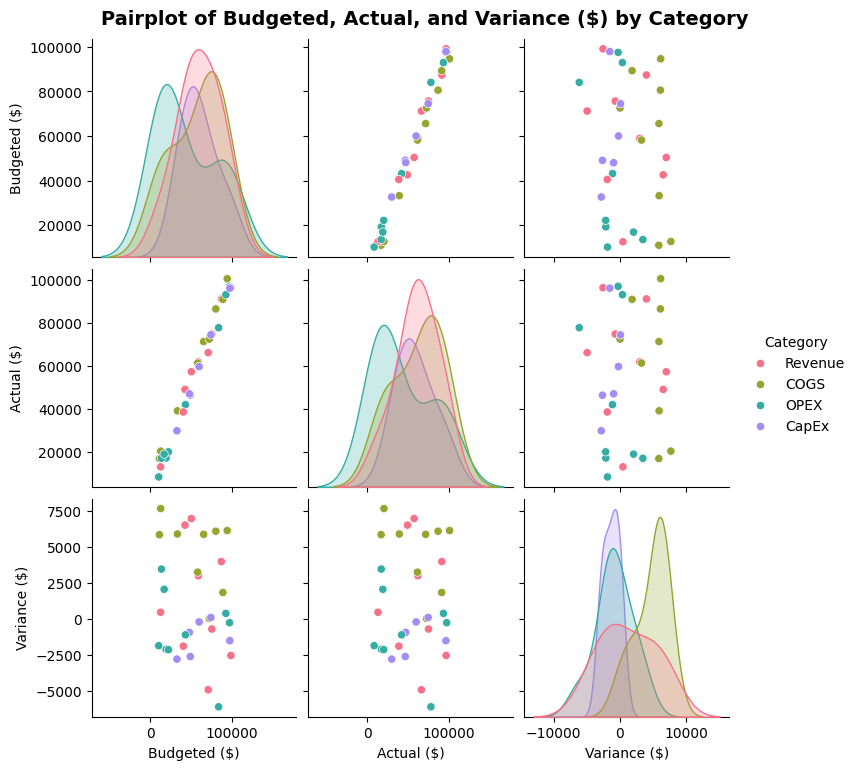 Pairplot of Budgeted, Actual, and Variance ($) by Category
100000
80000
60000
40000
20000
Budgeted ($)
100000
80000
60000
40000
20000
Actual ($)
Category
Revenue
COGS
OPEX
CapEx
7500
5000
2500
0
−2500
−5000
Variance ($)
0 100000
0 100000
−10000 0 10000
Budgeted ($)
Actual ($)
Variance ($)